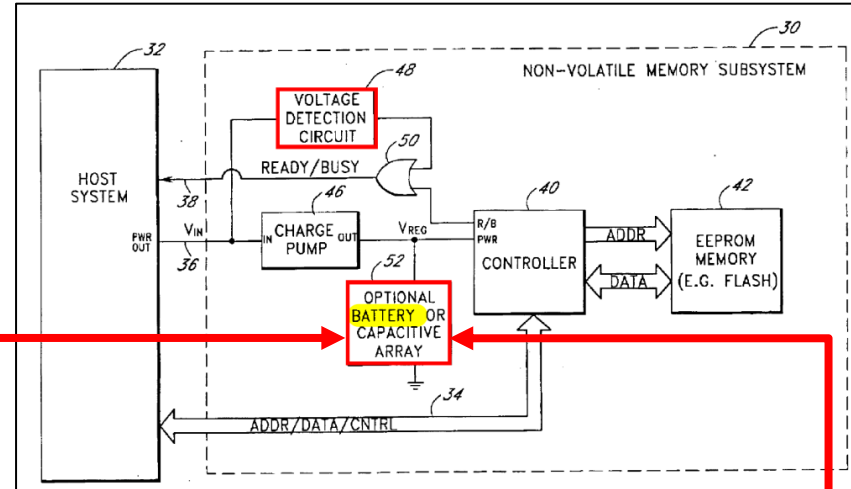 32
30
NON-VOLATILE MEMORY SUBSYSTEM
48
VOLTAGE
DETECTION
CIRCUIT
50
READY/BUSY
38
HOST
SYSTEM
46
40
42
VIN
PWR
OUT
36
IN
CHARGE
PUMP
OUT
VREG
R/B
PWR
CONTROLLER
ADDR
DATA
EEPROM
MEMORY
(E.G. FLASH)
52
OPTIONAL
BATTERY OR
CAPACITIVE
ARRAY
34
ADDR/DATA/CNTRL